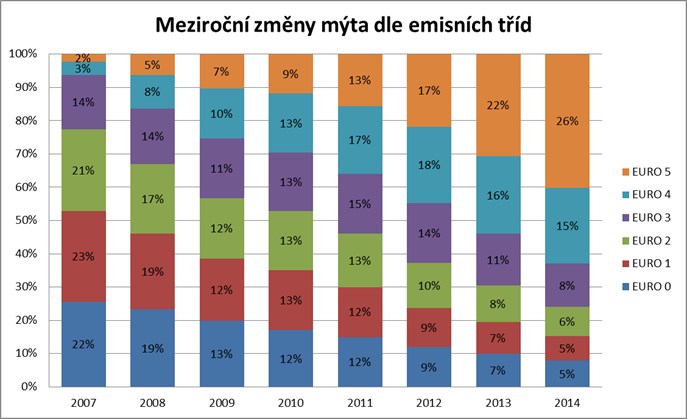 Meziroční změny mýta dle emisních tříd
100%
90%
80%
70%
60%
50%
40%
30%
20%
10%
0%
2% 5% 7% 9% 13% 17% 22% 26%
3% 8% 10% 13% 17% 18% 16% 15%
14% 14% 11% 13% 15% 14% 11% 8%
21% 17% 12% 13% 13% 10% 8% 6%
23% 19% 12% 13% 12% 9% 7% 5%
22% 19% 13% 12% 12% 9% 7% 5%
2007 2008 2009 2010 2011 2012 2013 2014
EURO 5
EURO 4
EURO 3
EURO 2
EURO 1
EURO 0